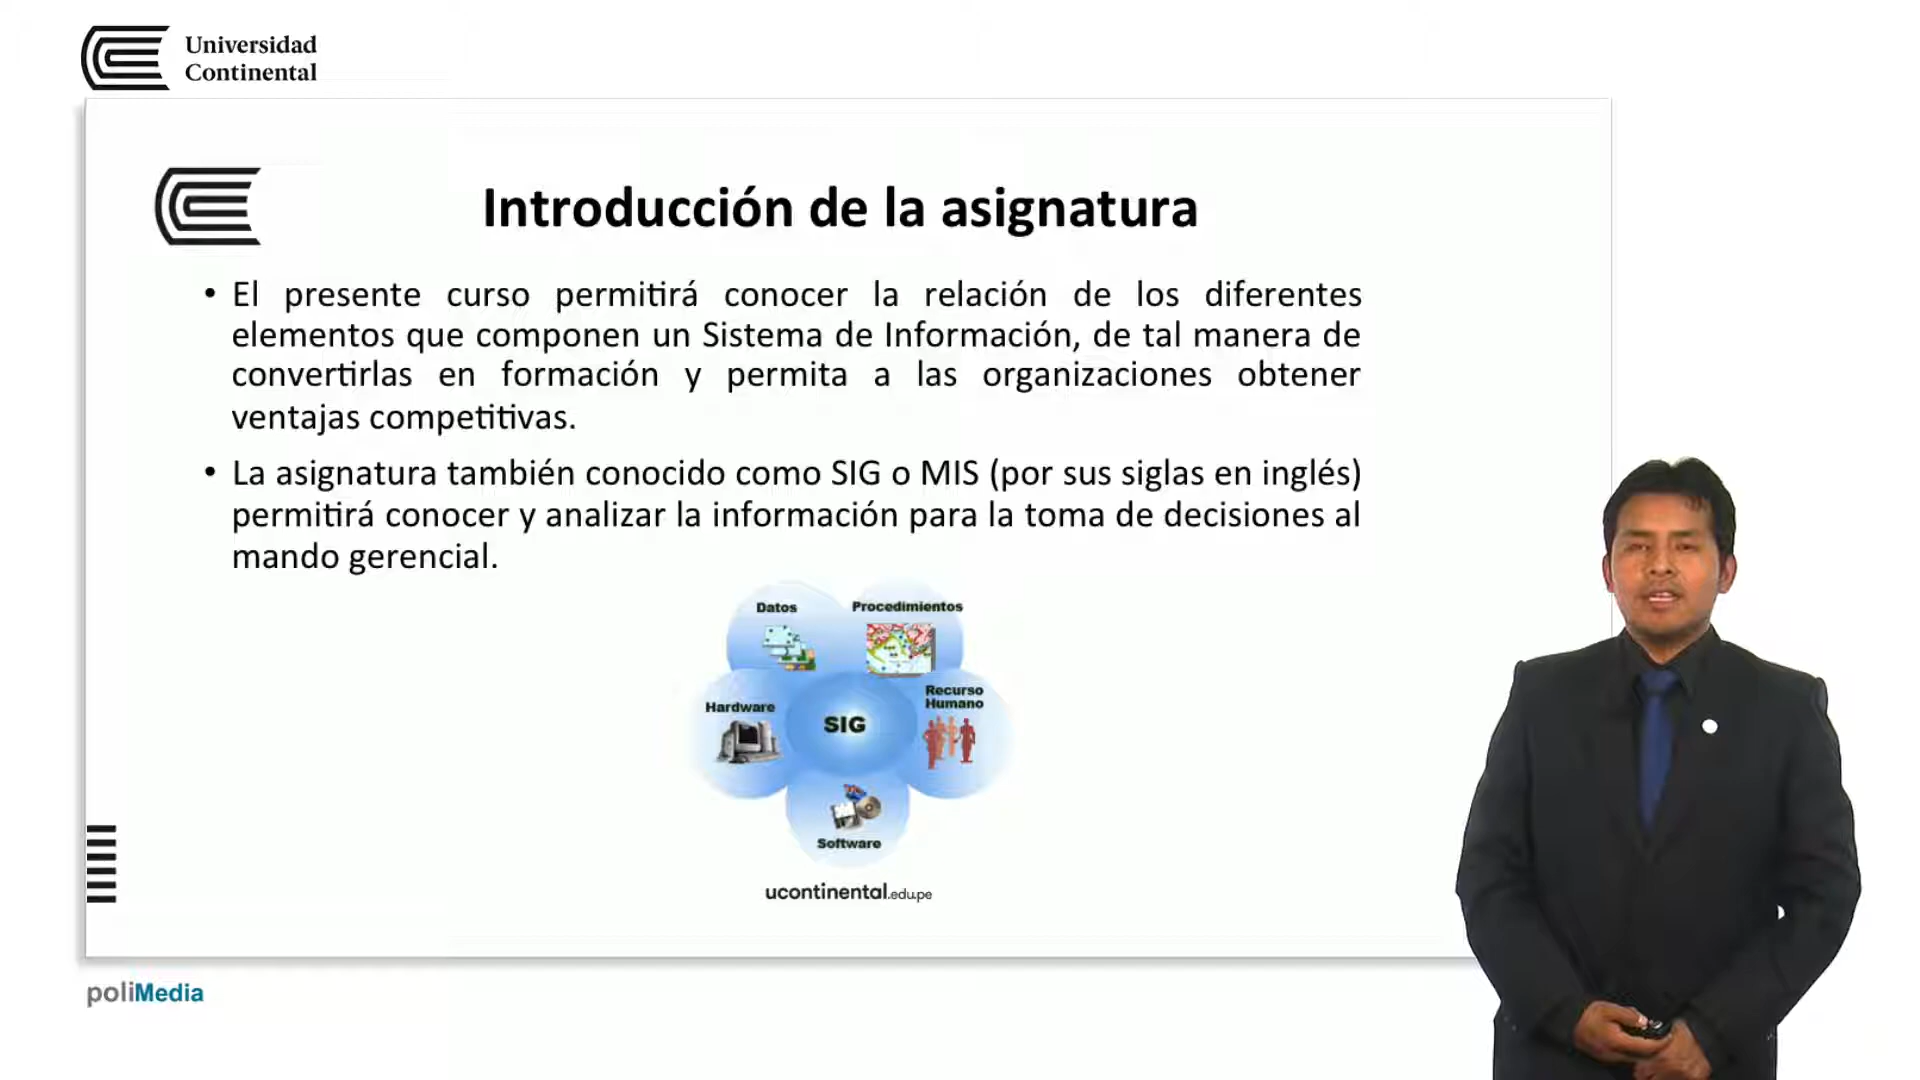 Universidad
Continental
Introducción de la asignatura
• El presente curso permitirá conocer la relación de los diferentes
elementos que componen un Sistema de Información, de tal manera de
convertirlas en formación y permita a las organizaciones obtener
ventajas competitivas.
• La asignatura también conocido como SIG o MIS (por sus siglas en inglés)
permitirá conocer y analizar la información para la toma de decisiones al
mando gerencial.
Datos
Procedimientos
Hardware
SIG
Recurso
Humano
Software
ucontinental.edu.pe
poliMedia